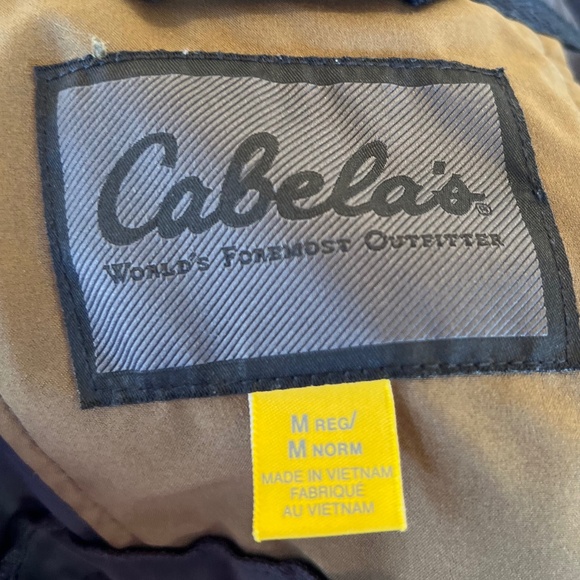 Cabela's®
World's Foremost Outfitter
M REG/
M NORM
MADE IN VIETNAM
FABRIQUÉ
AU VIETNAM